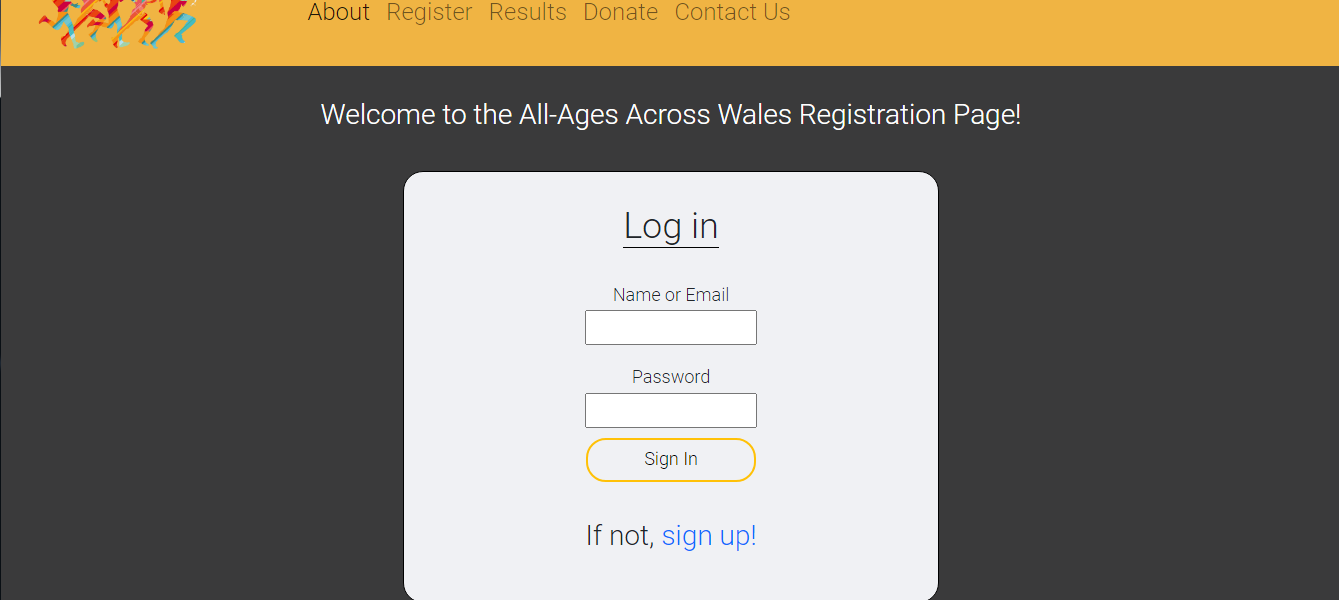 About Register Results Donate Contact Us
Welcome to the All-Ages Across Wales Registration Page!
Log in
Name or Email
Password
Sign In
If not, sign up!